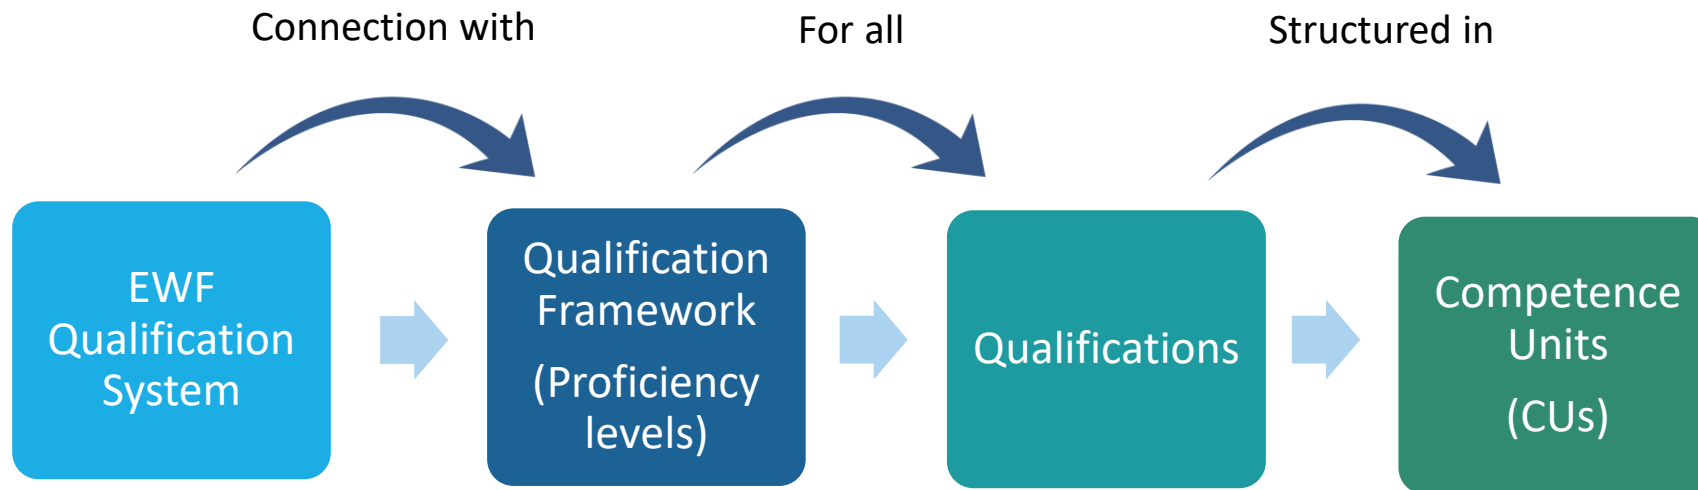 Connection with
For all
Structured in
EWF
Qualification
System
Qualification
Framework
(Proficiency
levels)
Qualifications
Competence
Units
(CUs)